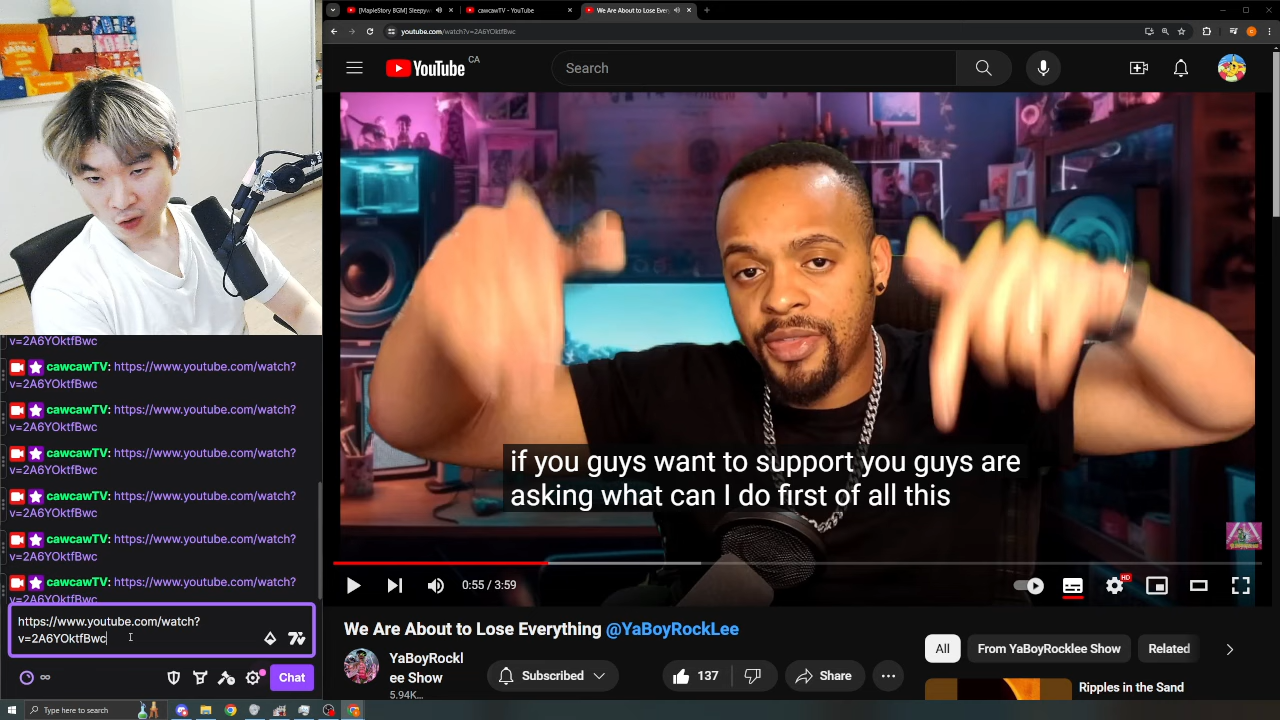 [MapleStory BGM] Sleepyw
cawcawTV - YouTube
We Are About to Lose Every
youtube.com/watch?v=2A6YOktfBwc
YouTube CA
Search
JAPAN
if you guys want to support you guys are
asking what can I do first of all this
v=2A6YOktfBwc
cawcawTV: https://www.youtube.com/watch?
v=2A6YOktfBwc
cawcawTV: https://www.youtube.com/watch?
v=2A6YOktfBwc
cawcawTV: https://www.youtube.com/watch?
v=2A6YOktfBwc
cawcawTV: https://www.youtube.com/watch?
v=2A6YOktfBwc
cawcawTV: https://www.youtube.com/watch?
v=2A6YOktfBwc
cawcawTV: https://www.youtube.com/watch?
v=2A6YOktfBwc
https://www.youtube.com/watch?
v=2A6YOktfBwc
Chat
0:55 / 3:59
HD
We Are About to Lose Everything @YaBoyRockLee
YaBoyRockl
ee Show
5.94K...
Subscribed
137
Share
All
From YaBoyRocklee Show
Related
Ripples in the Sand
Type here to search